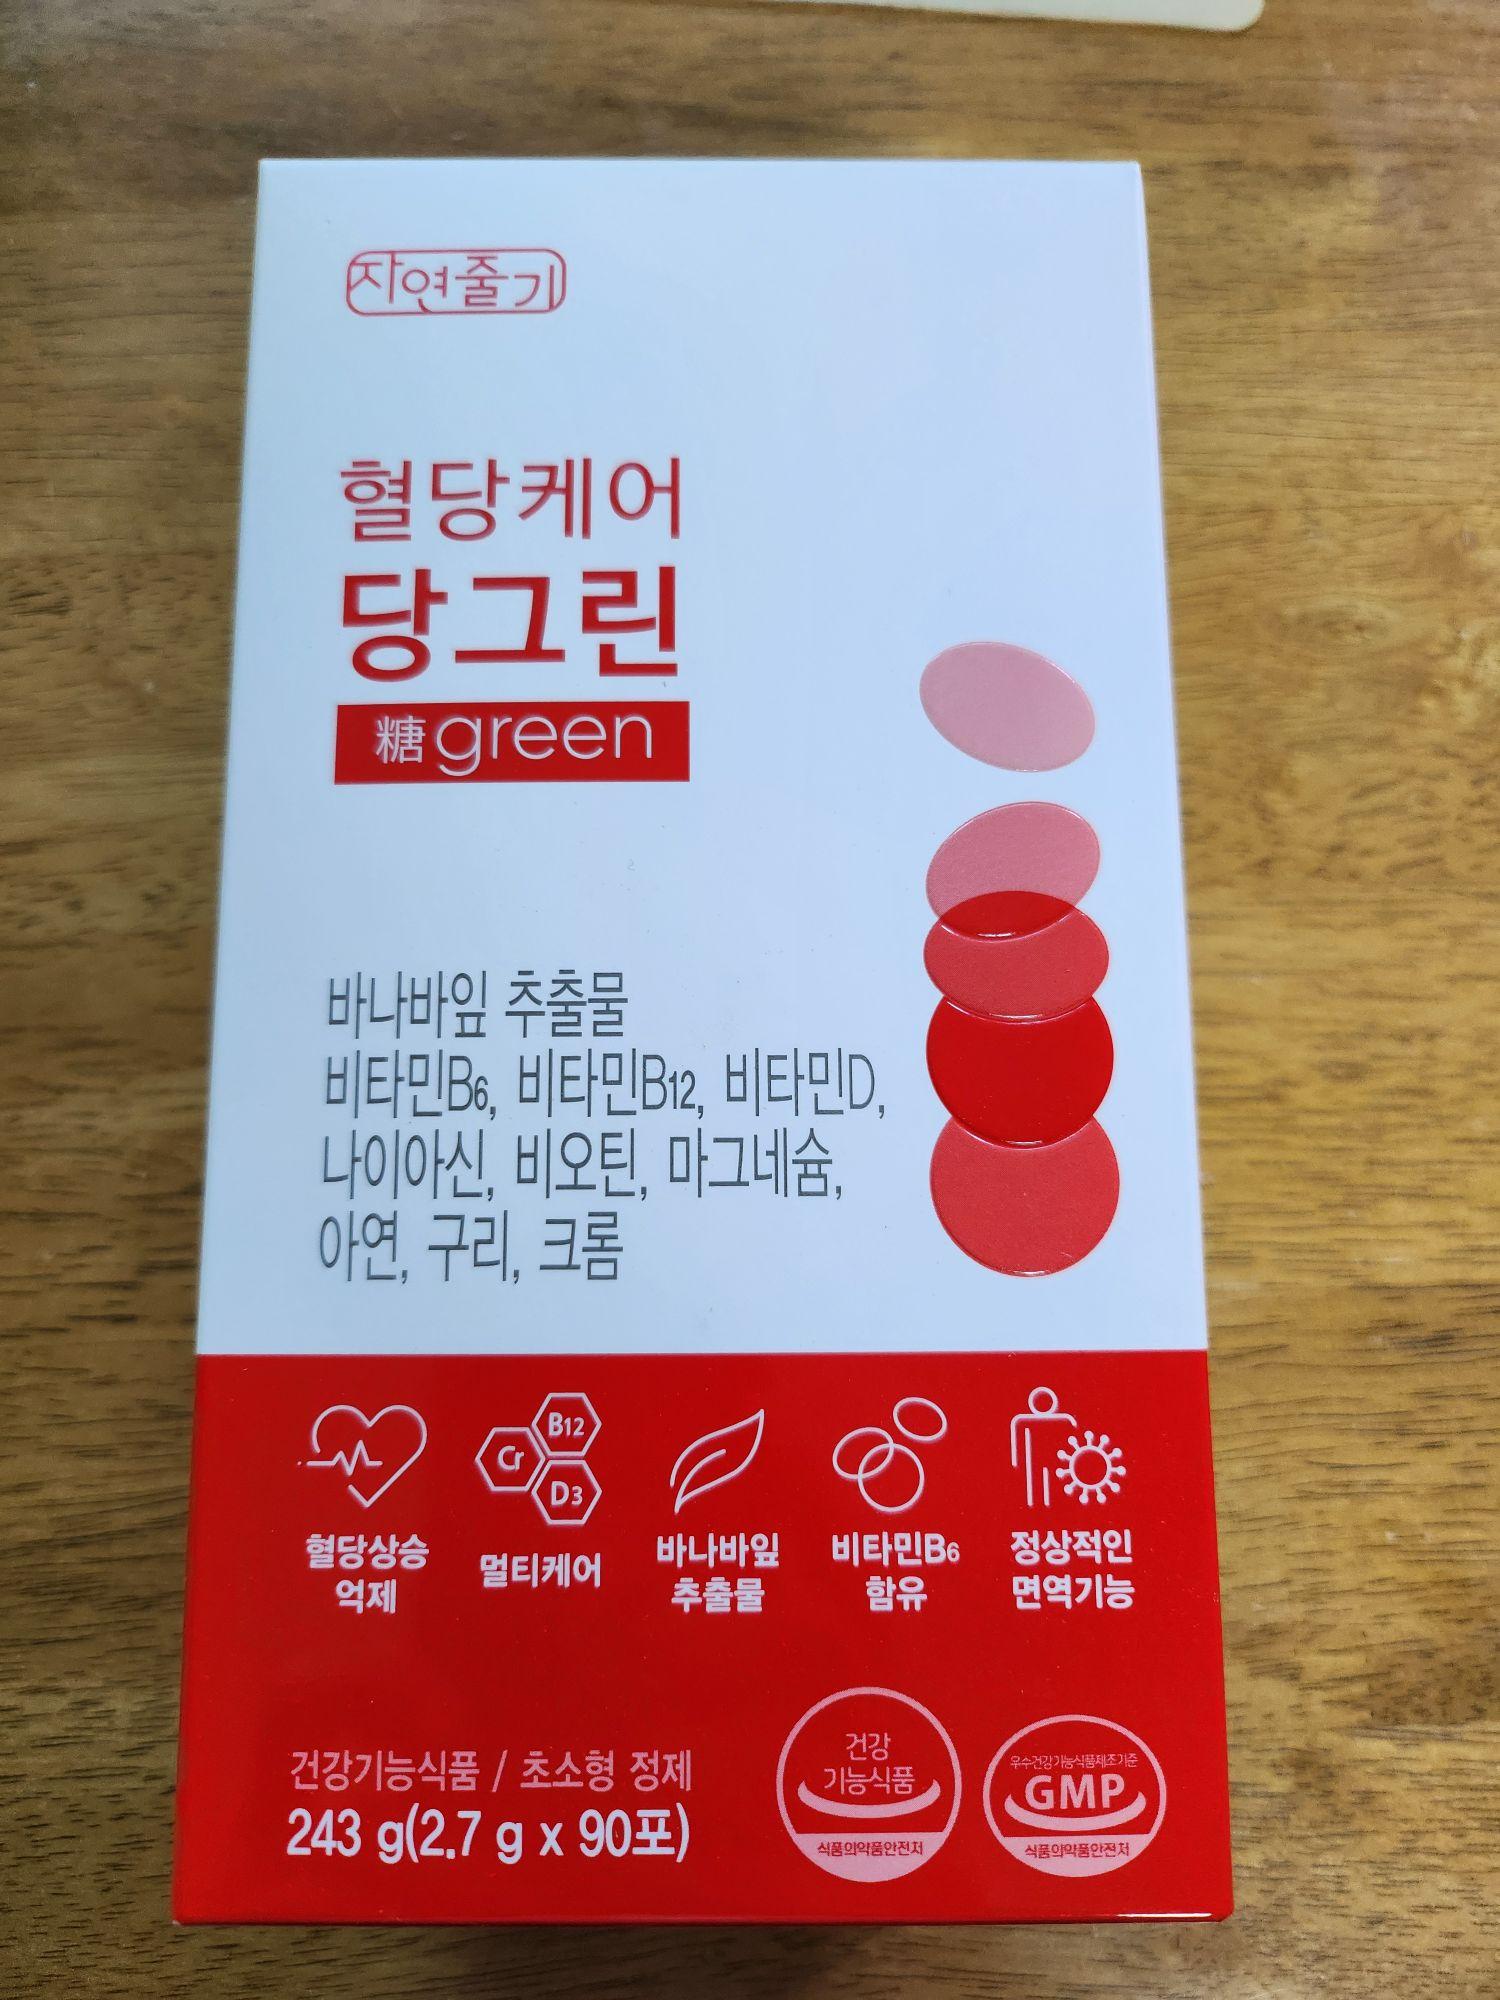 자연줄기
혈당케어
당그린
糖green
바나바잎 추출물
비타민B6, 비타민B12, 비타민D,
나이아신, 비오틴, 마그네슘,
아연, 구리, 크롬
B12
Cr
D3
혈당상승
억제
멀티케어
바나바잎
추출물
비타민B6
함유
정상적인
면역기능
건강기능식품 / 초소형 정제
243 g(2.7 g x 90포)
건강
기능식품
식품의약품안전처
우수건강기능식품제조기준
GMP
식품의약품안전처